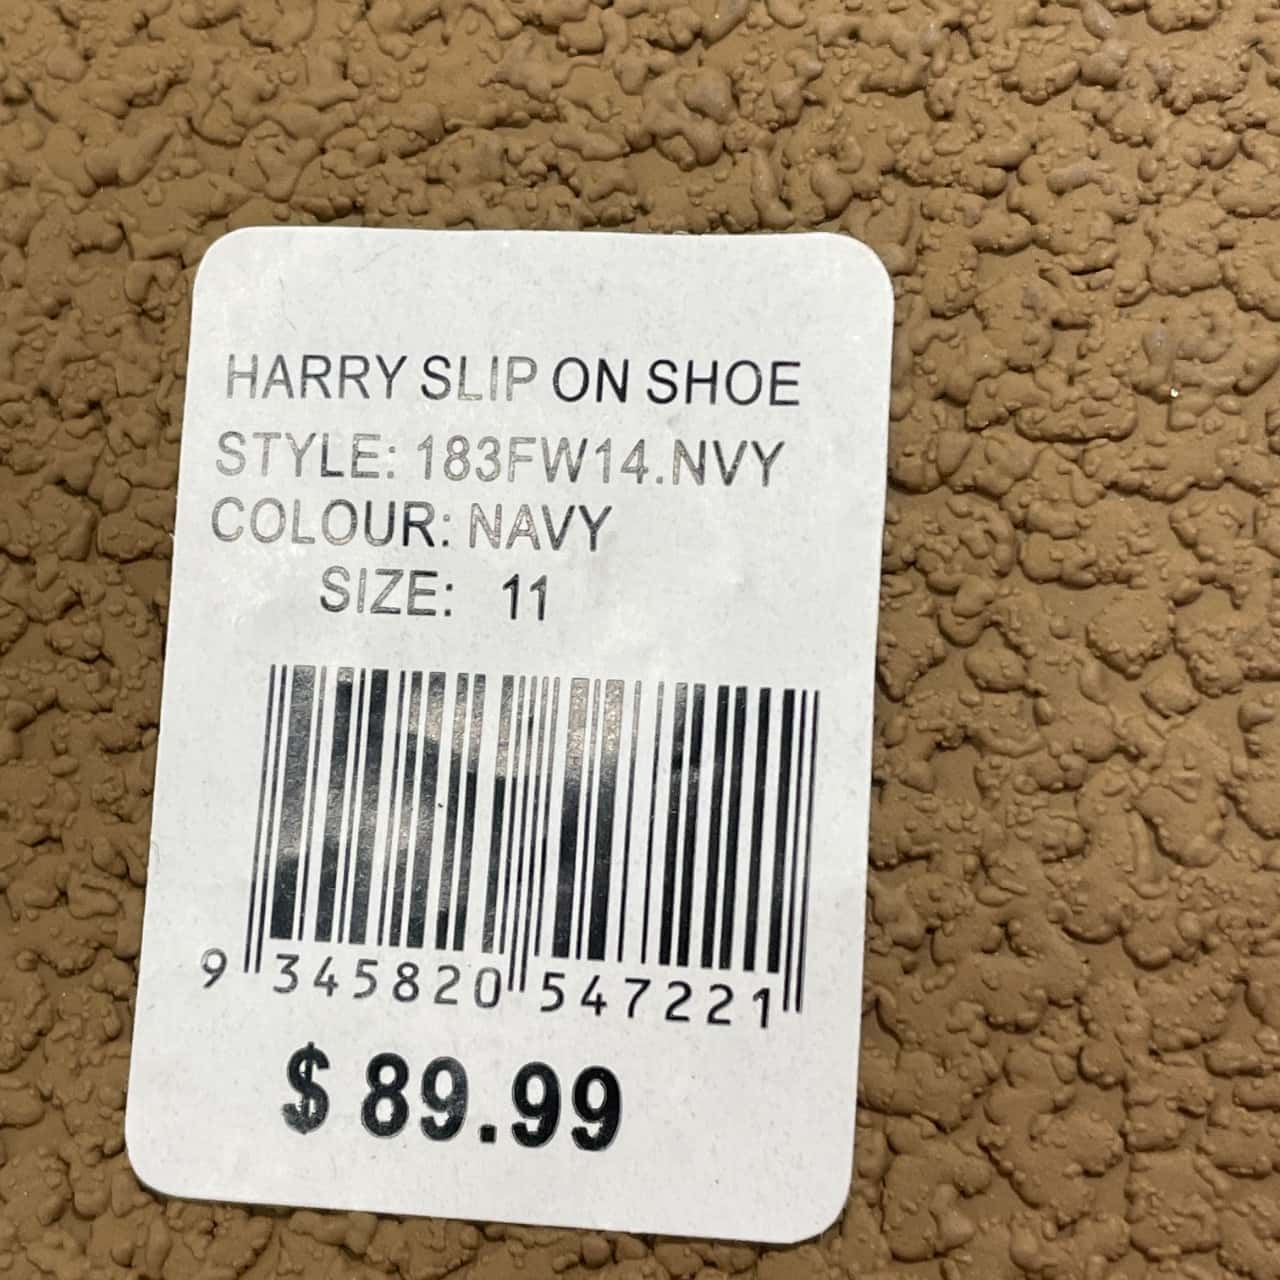 HARRY SLIP ON SHOE
STYLE: 183FW14.NVY
COLOUR: NAVY
SIZE: 11
9 345820 547221
$ 89.99